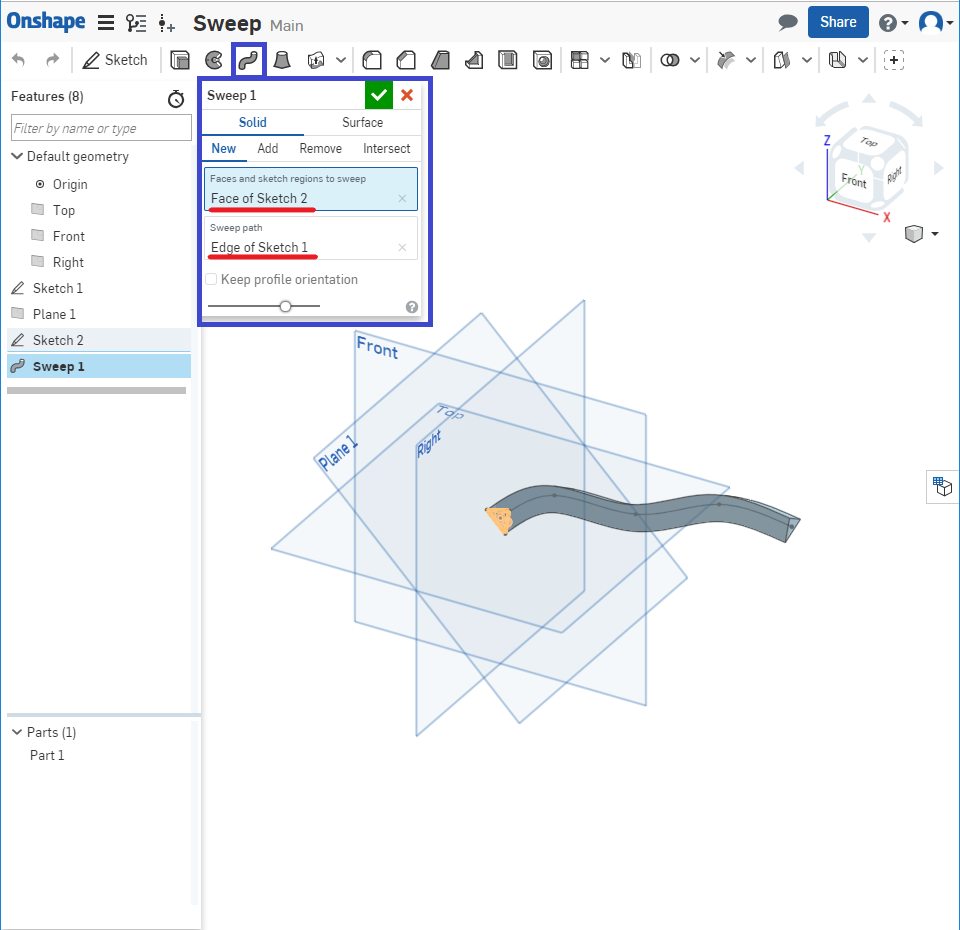 Onshape
Sweep Main
Share
?
Sketch
Features (8)
Filter by name or type
Default geometry
Origin
Top
Front
Right
Sketch 1
Plane 1
Sketch 2
Sweep 1
Parts (1)
Part 1
Sweep 1
Solid Surface
New Add Remove Intersect
Faces and sketch regions to sweep
Face of Sketch 2
Sweep path
Edge of Sketch 1
Keep profile orientation
?
Z
Top
Y
Front
Right
X
Front
Top
Right
Plane 1